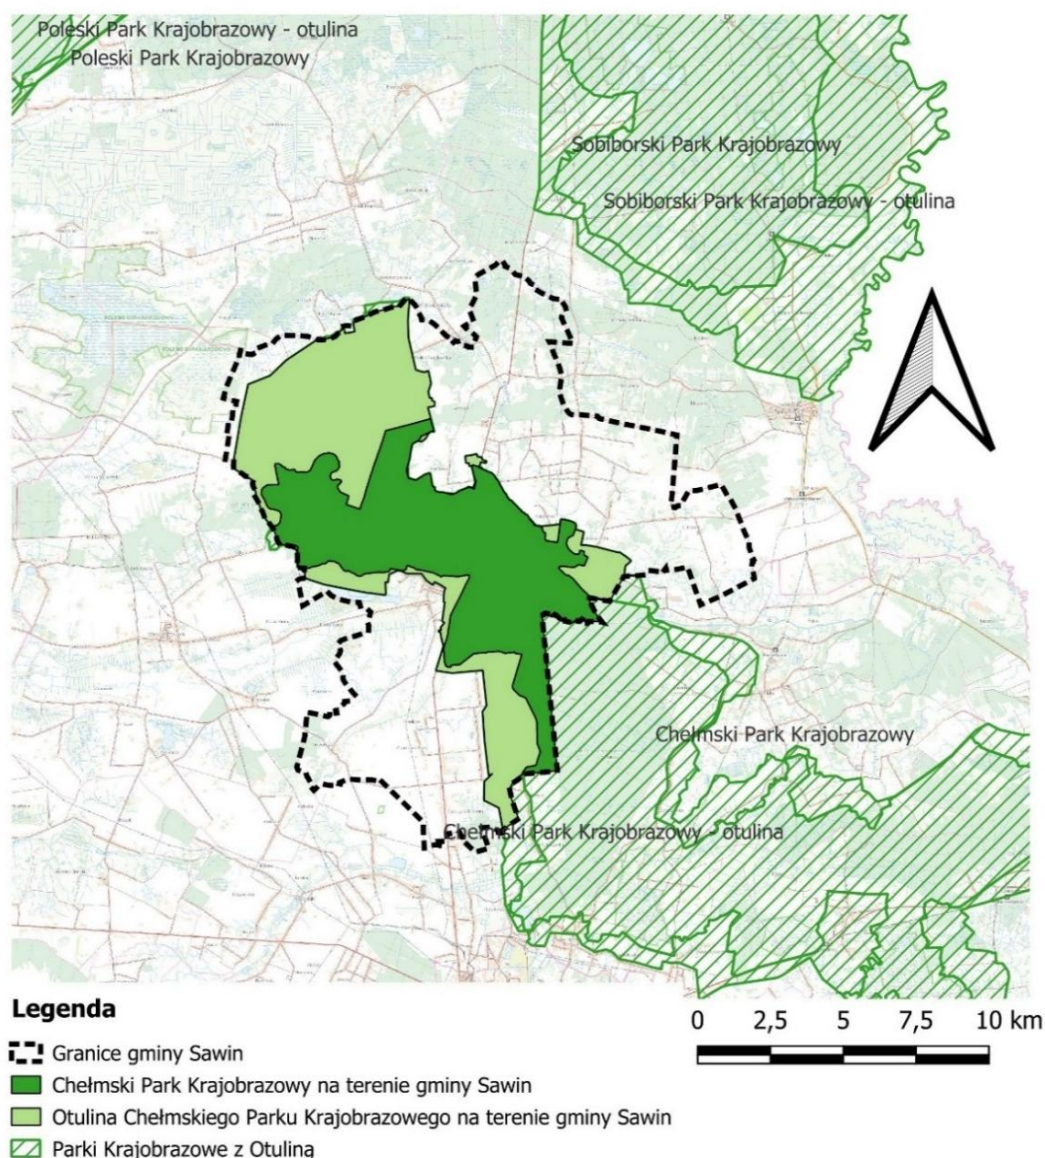 Poleski Park Krajobrazowy - otulina
Poleski Park Krajobrazowy
Sobiborski Park Krajobrazowy
Sobiborski Park Krajobrazowy - otulina
Chełmski Park Krajobrazowy
Chełmski Park Krajobrazowy - otulina
Legenda
Granice gminy Sawin
Chełmski Park Krajobrazowy na terenie gminy Sawin
Otulina Chełmskiego Parku Krajobrazowego na terenie gminy Sawin
Parki Krajobrazowe z Otuliną
0 2,5 5 7,5 10 km